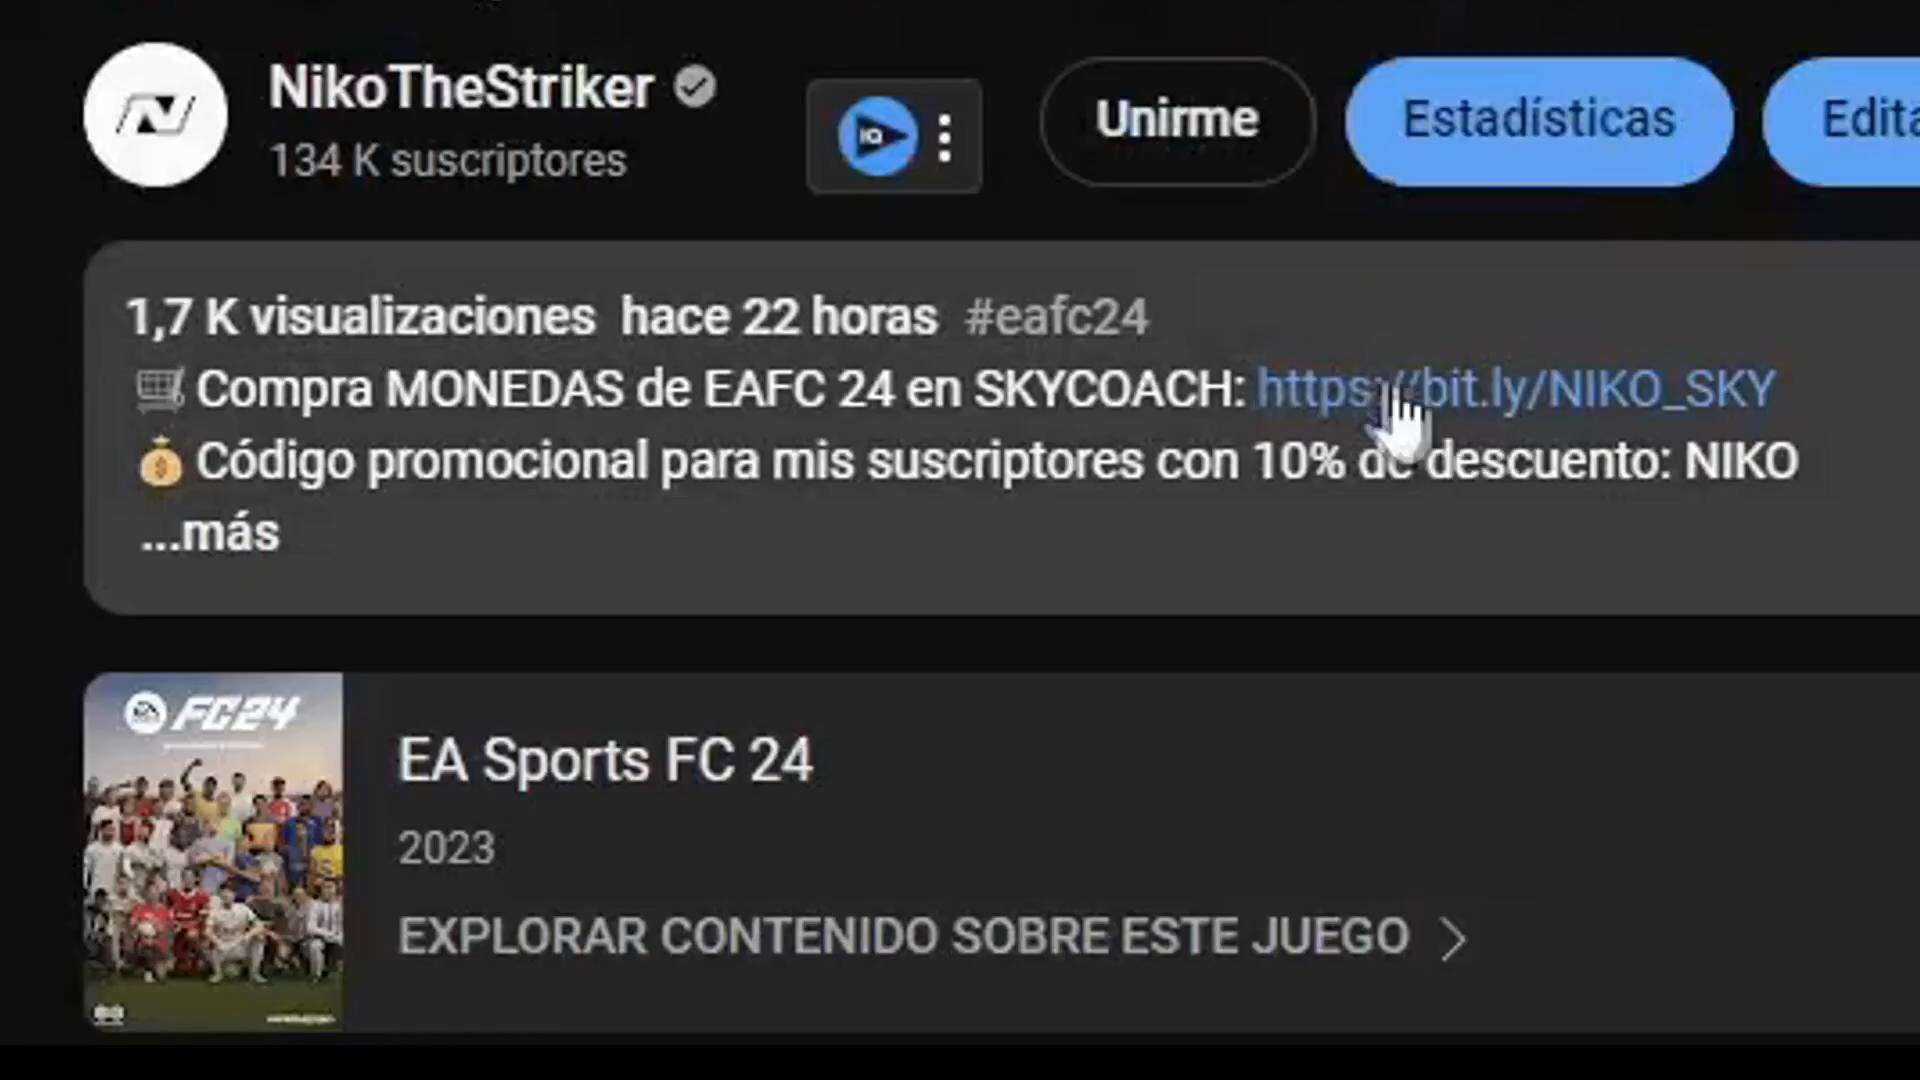 NikoTheStriker
134 K suscriptores
IQ
Unirme
Estadísticas
Edita
1,7 K visualizaciones hace 22 horas #eafc24
Compra MONEDAS de EAFC 24 en SKYCOACH: https://bit.ly/NIKO_SKY
Código promocional para mis suscriptores con 10% de descuento: NIKO
...más
FC24
EA Sports FC 24
2023
EXPLORAR CONTENIDO SOBRE ESTE JUEGO